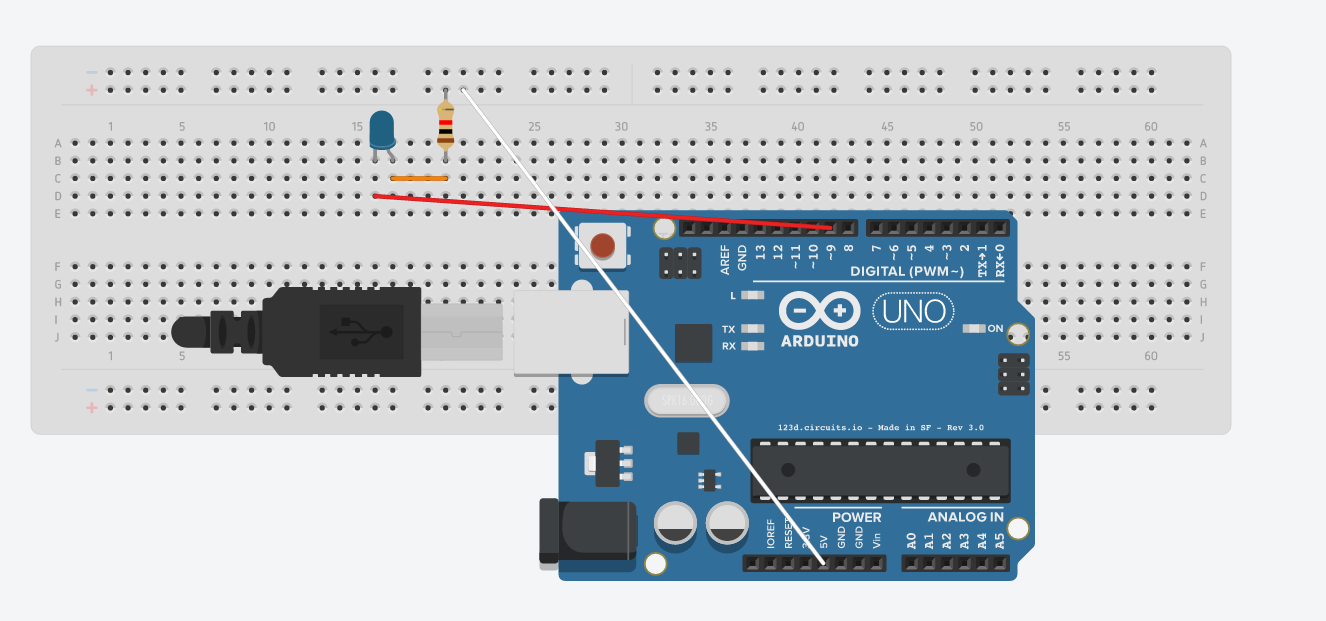 − −
+ +
1 5 10 15 25 30 35 40 45 50 55 60
A A
B B
C C
D D
E E
AREF GND 13 12 ~11 ~10 ~9 8 7 ~6 ~5 4 ~3 2 TX→1 RX←0
DIGITAL (PWM~)
F F
G G
H H
I I
J J
L
TX
RX
UNO
ARDUINO
ON
1 5 55 60
−
+
123d.circuits.io - Made in SF - Rev 3.0
POWER ANALOG IN
IOREF RESET 3.3V 5V GND GND Vin A0 A1 A2 A3 A4 A5